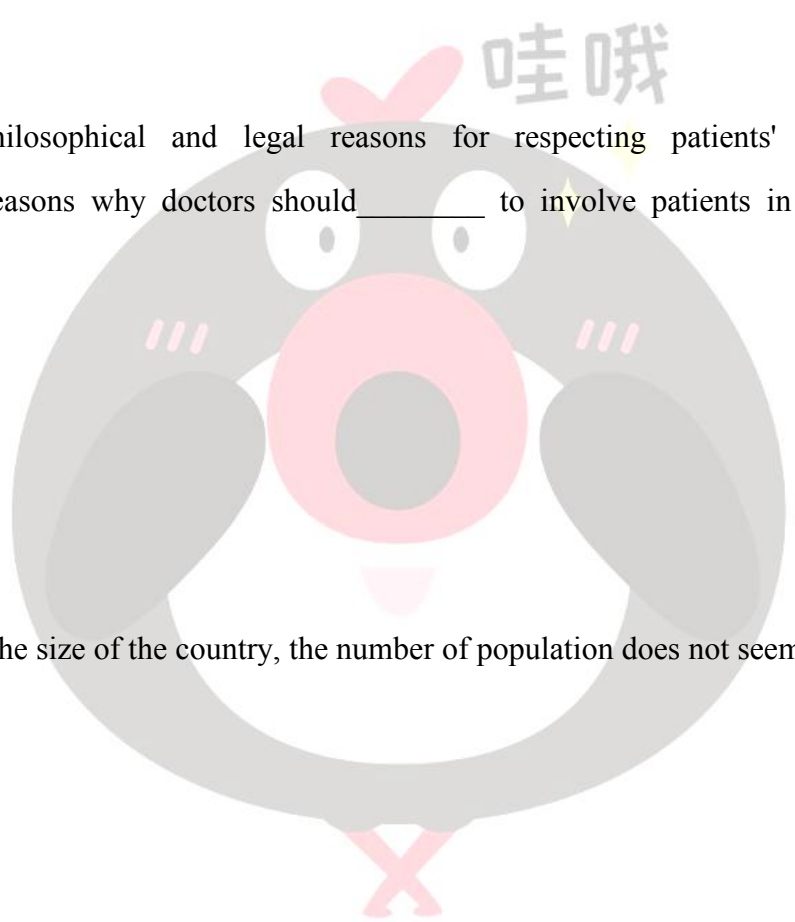 哇哦
hilosophical and legal reasons for respecting patients'
easons why doctors should________ to involve patients in
he size of the country, the number of population does not seem